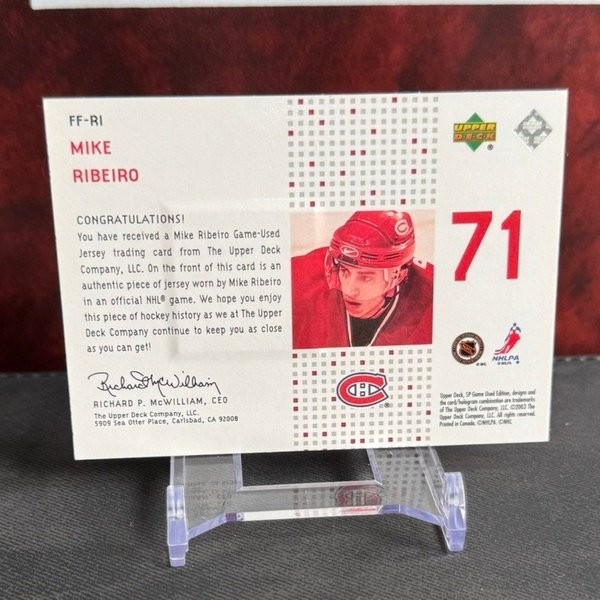 FF-RI
MIKE
RIBEIRO
CONGRATULATIONS!
You have received a Mike Ribeiro Game-Used
Jersey trading card from The Upper Deck
Company, LLC. On the front of this card is an
authentic piece of jersey worn by Mike Ribeiro
in an official NHL® game. We hope you enjoy
this piece of hockey history as we at The Upper
Deck Company continue to keep you as close
as you can get!
Richard McWilliam
RICHARD P. McWILLIAM, CEO
The Upper Deck Company, LLC.
5909 Sea Otter Place, Carlsbad, CA 92008
UPPER
DECK
®
71
NHLPA
Upper Deck, SP Game Used Edition, designs and
the card/hologram combination are trademarks
of The Upper Deck Company, LLC. ©2003 The
Upper Deck Company, LLC. All rights reserved.
Printed in Canada. ©NHLPA. ©NHL.